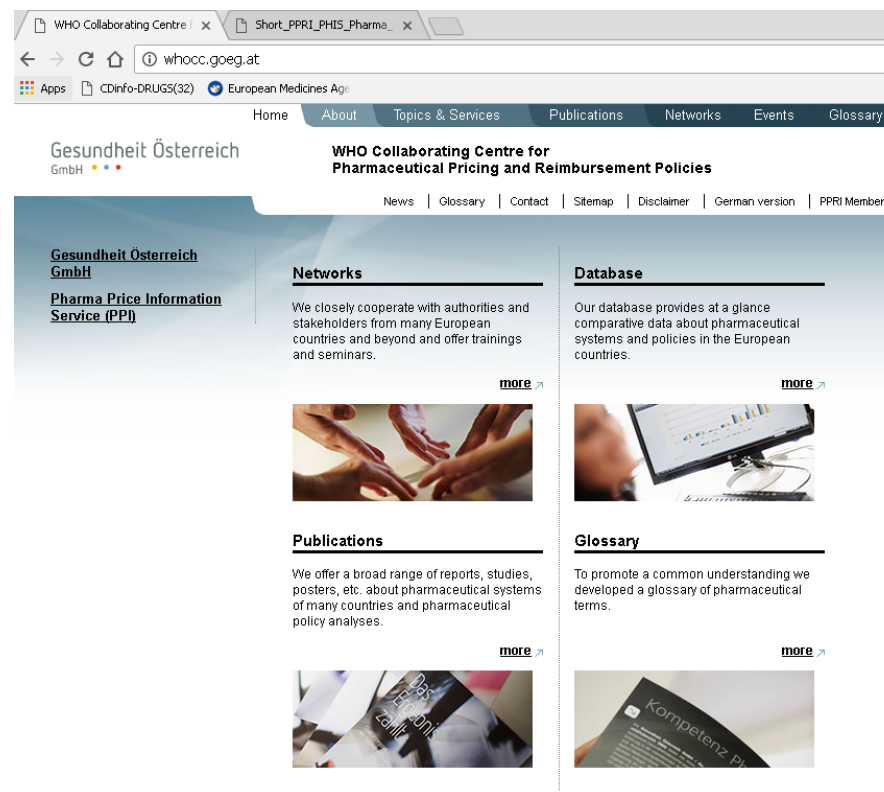 WHO Collaborating Centre f
Short_PPRI_PHIS_Pharma_
whocc.goeg.at
Apps CDinfo-DRUGS(32) European Medicines Age
Home About Topics & Services Publications Networks Events Glossary
Gesundheit Österreich
GmbH
WHO Collaborating Centre for
Pharmaceutical Pricing and Reimbursement Policies
News | Glossary | Contact | Sitemap | Disclaimer | German version | PPRI Member
Gesundheit Österreich
GmbH
Pharma Price Information
Service (PPI)
Networks
We closely cooperate with authorities and
stakeholders from many European
countries and beyond and offer trainings
and seminars.
more
Database
Our database provides at a glance
comparative data about pharmaceutical
systems and policies in the European
countries.
more
Publications
We offer a broad range of reports, studies,
posters, etc. about pharmaceutical systems
of many countries and pharmaceutical
policy analyses.
more
Das
Ergebnis
zählt
Glossary
To promote a common understanding we
developed a glossary of pharmaceutical
terms.
more
Kompetenz Ph